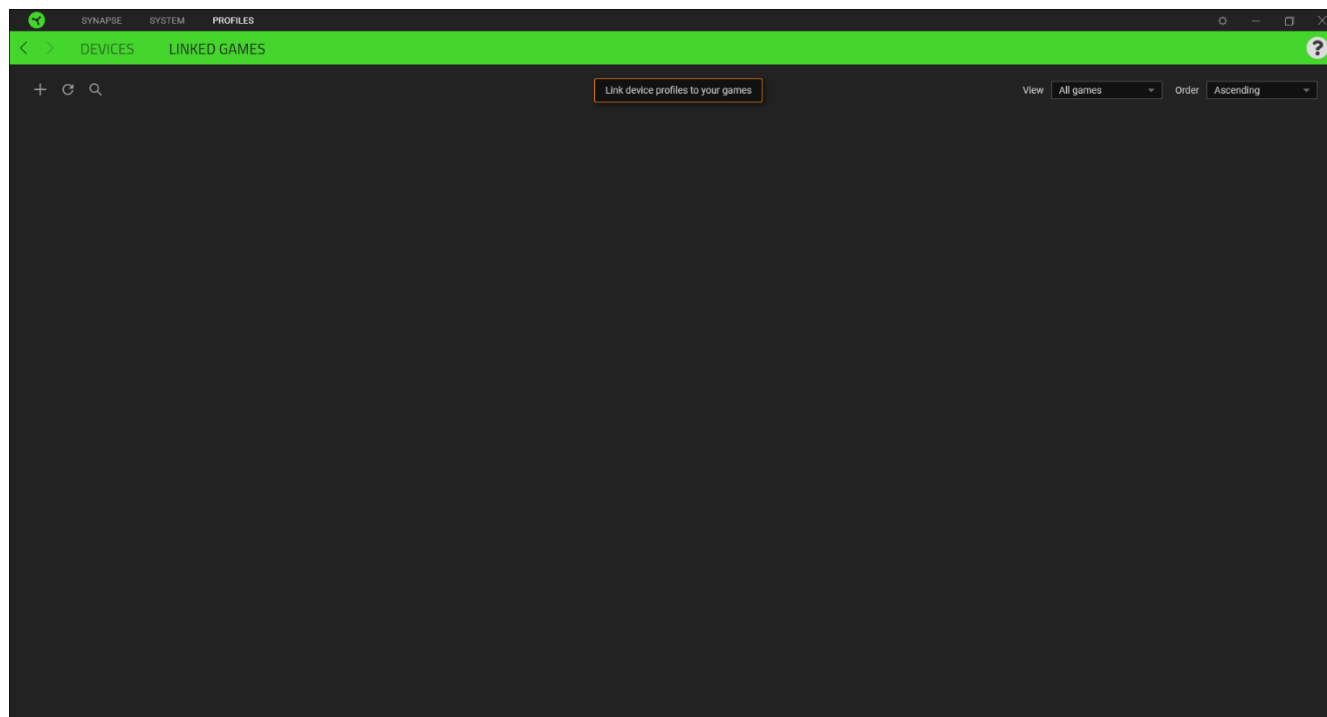 SYNAPSE SYSTEM PROFILES
DEVICES LINKED GAMES ?
Link device profiles to your games View All games Order Ascending